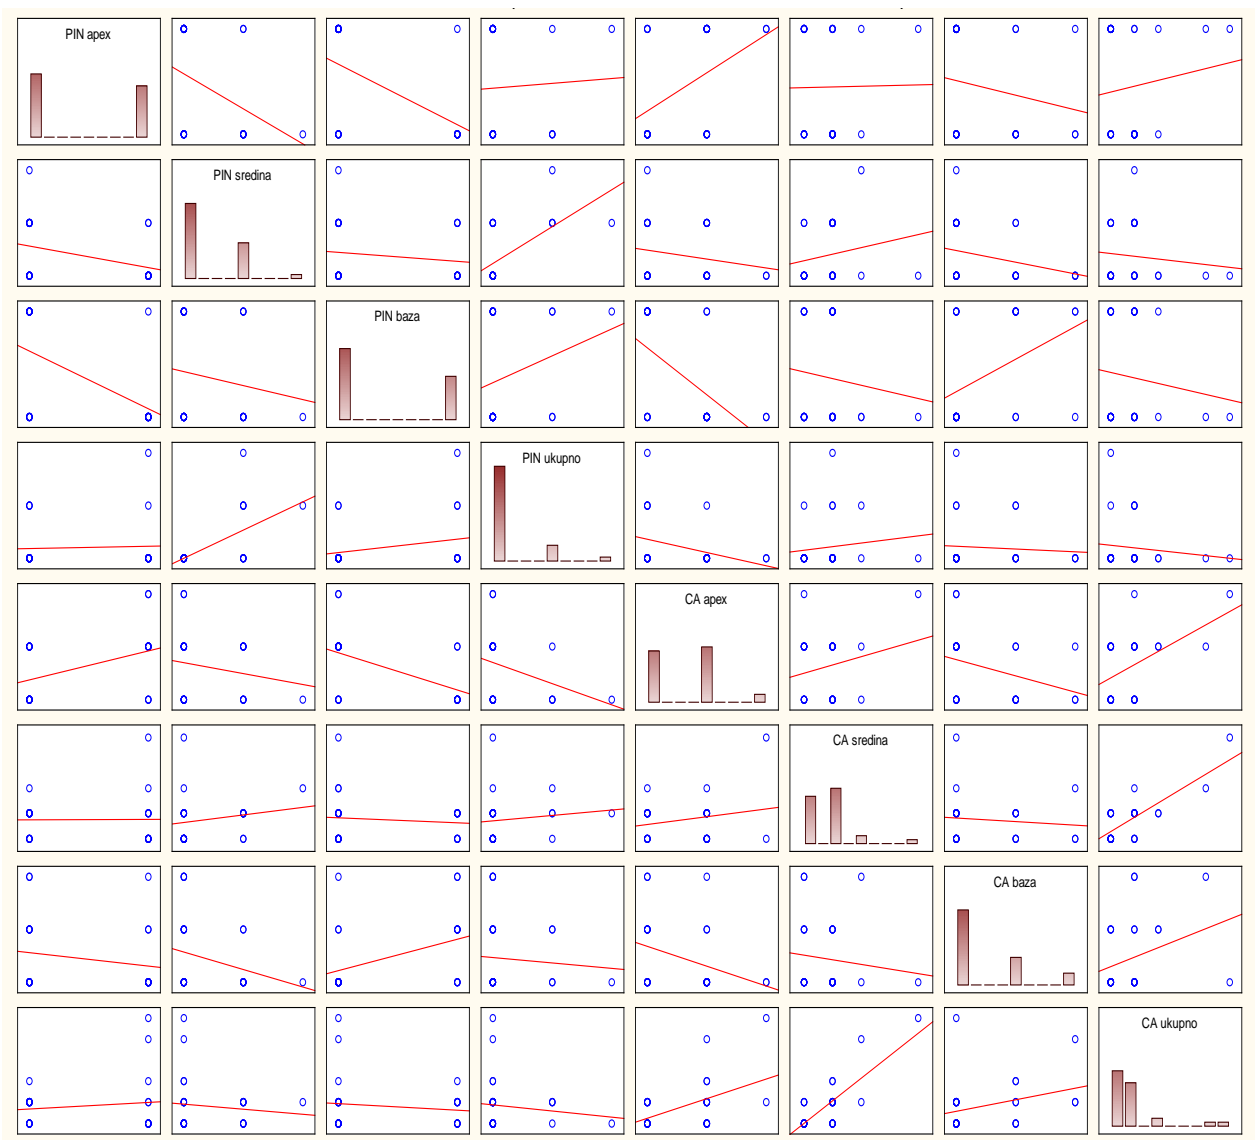 PIN apex
PIN sredina
PIN baza
PIN ukupno
CA apex
CA sredina
CA baza
CA ukupno